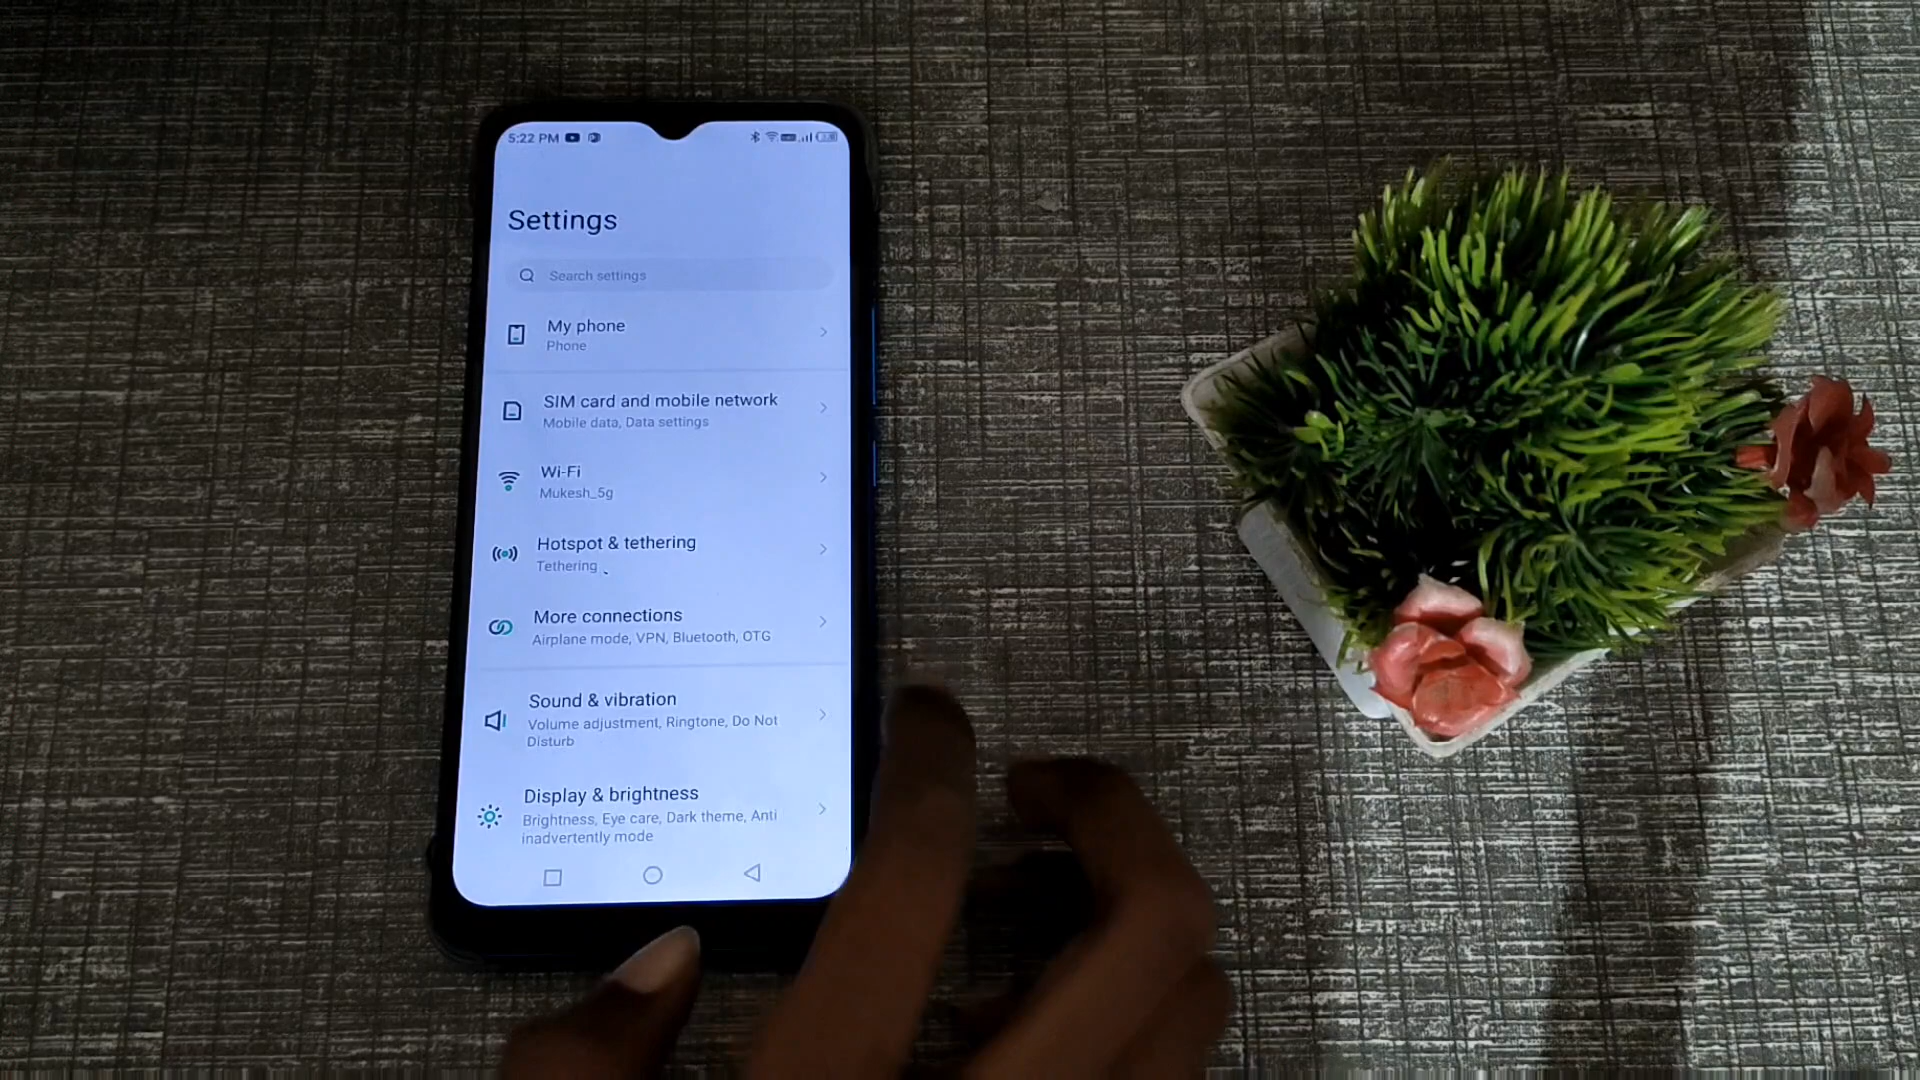 5:22 PM
Settings
Search settings
My phone
Phone
SIM card and mobile network
Mobile data, Data settings
Wi-Fi
Mukesh_5g
Hotspot & tethering
Tethering
More connections
Airplane mode, VPN, Bluetooth, OTG
Sound & vibration
Volume adjustment, Ringtone, Do Not
Disturb
Display & brightness
Brightness, Eye care, Dark theme, Anti
inadvertently mode